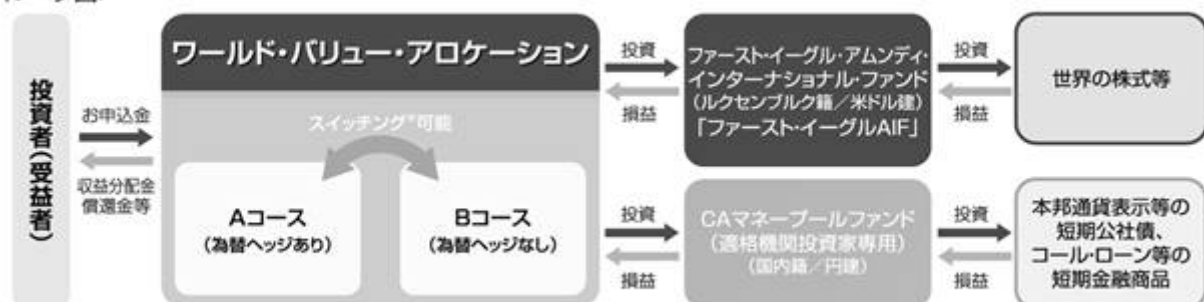 投資者(受益者)
お申込金
収益分配金
償還金等
ワールド・バリュー・アロケーション
スイッチング*可能
Aコース
(為替ヘッジあり)
Bコース
(為替ヘッジなし)
投資
損益
ファースト・イーグル・アムンディ・
インターナショナル・ファンド
(ルクセンブルク籍/米ドル建)
「ファースト・イーグルAIF」
投資
損益
世界の株式等
投資
損益
CAマネープールファンド
(適格機関投資家専用)
(国内籍/円建)
投資
損益
本邦通貨表示等の
短期公社債、
コール・ローン等の
短期金融商品